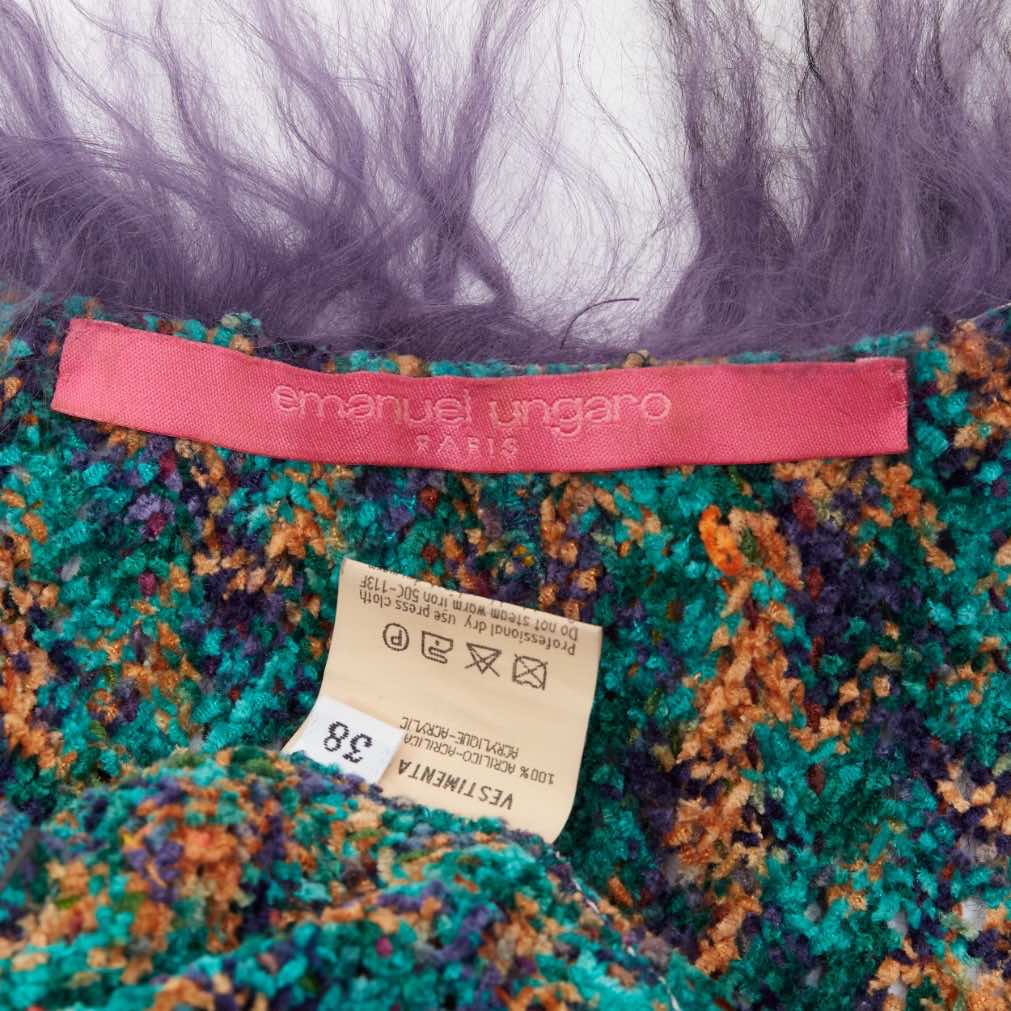 emanuel ungaro
PARIS
VESTIMENTA
100% ACRILICO-ACRILICA
ACRYLIQUE-ACRYLIC
38
P
Professional dry use press cloth
Do not steam warm iron 50C-113F